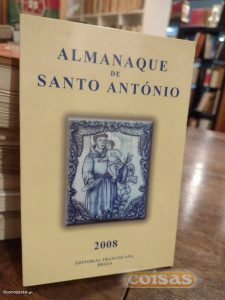 ALMANAQUE
DE
SANTO ANTÓNIO
2008
EDITORIAL FRANCISCANA
BRAGA
coisas